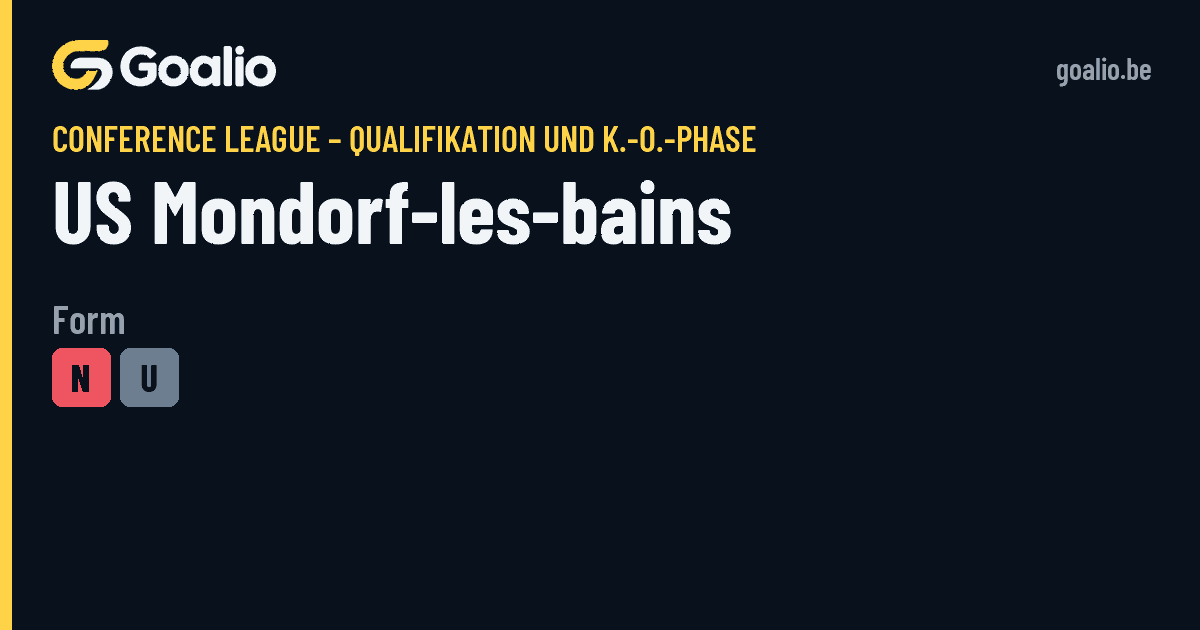 Goalio
goalio.be
CONFERENCE LEAGUE – QUALIFIKATION UND K.-O.-PHASE
US Mondorf-les-bains
Form
N U